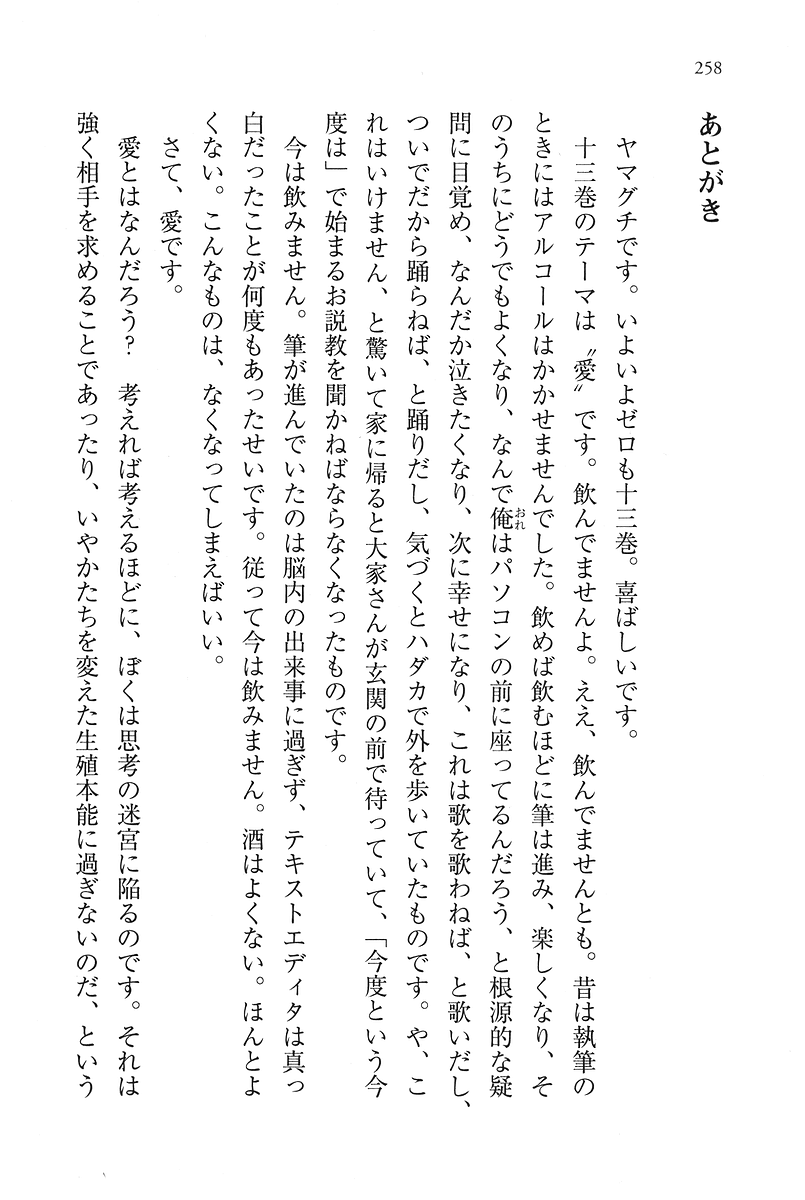 258
あとがき
　ヤマグチです。いよいよゼロも十三巻。喜ばしいです。
　十三巻のテーマは〝愛〟です。飲んでませんよ。ええ、飲んでませんとも。昔は執筆の
ときにはアルコールはかかせませんでした。飲めば飲むほどに筆は進み、楽しくなり、そ
のうちにどうでもよくなり、なんで俺おれはパソコンの前に座ってるんだろう、と根源的な疑
問に目覚め、なんだか泣きたくなり、次に幸せになり、これは歌を歌わねば、と歌いだし、
ついでだから踊らねば、と踊りだし、気づくとハダカで外を歩いていたものです。や、こ
れはいけません、と驚いて家に帰ると大家さんが玄関の前で待っていて、「今度という今
度は」で始まるお説教を聞かねばならなくなったものです。
　今は飲みません。筆が進んでいたのは脳内の出来事に過ぎず、テキストエディタは真っ
白だったことが何度もあったせいです。従って今は飲みません。酒はよくない。ほんとよ
くない。こんなものは、なくなってしまえばいい。
　さて、愛です。
　愛とはなんだろう？　考えれば考えるほどに、ぼくは思考の迷宮に陥るのです。それは
強く相手を求めることであったり、いやかたちを変えた生殖本能に過ぎないのだ、という